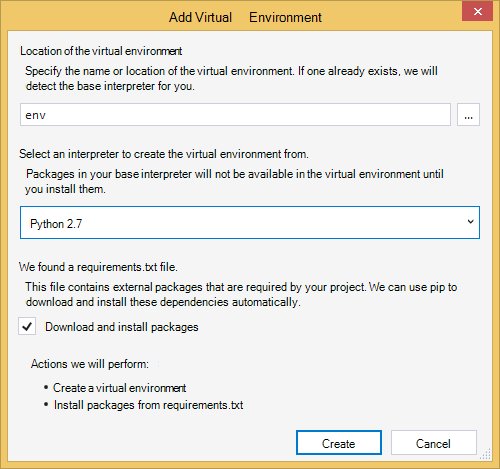 Add Virtual Environment
Location of the virtual environment
Specify the name or location of the virtual environment. If one already exists, we will
detect the base interpreter for you.
env
...
Select an interpreter to create the virtual environment from.
Packages in your base interpreter will not be available in the virtual environment until
you install them.
Python 2.7
We found a requirements.txt file.
This file contains external packages that are required by your project. We can use pip to
download and install these dependencies automatically.
Download and install packages
Actions we will perform:
• Create a virtual environment
• Install packages from requirements.txt
Create Cancel